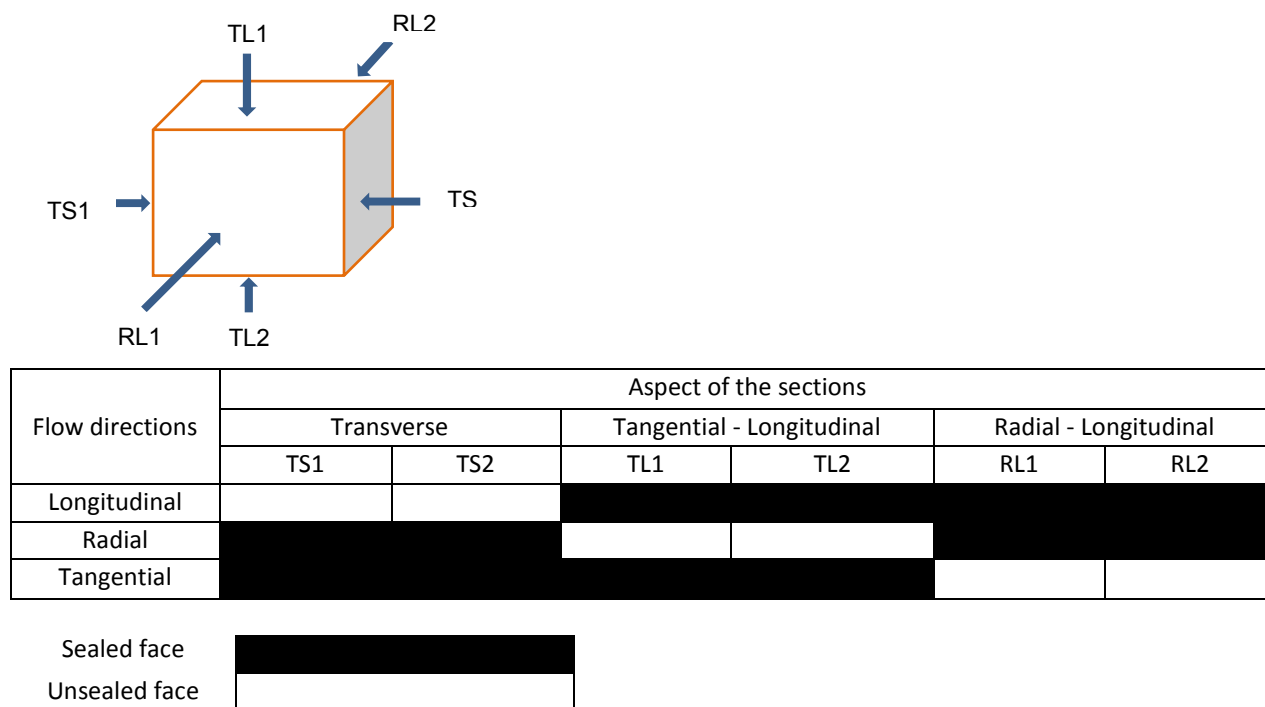 TL1
RL2
TS1
TS
RL1
TL2
Flow directions
Aspect of the sections
Transverse
Tangential - Longitudinal
Radial - Longitudinal
TS1
TS2
TL1
TL2
RL1
RL2
Longitudinal
Radial
Tangential
Sealed face
Unsealed face